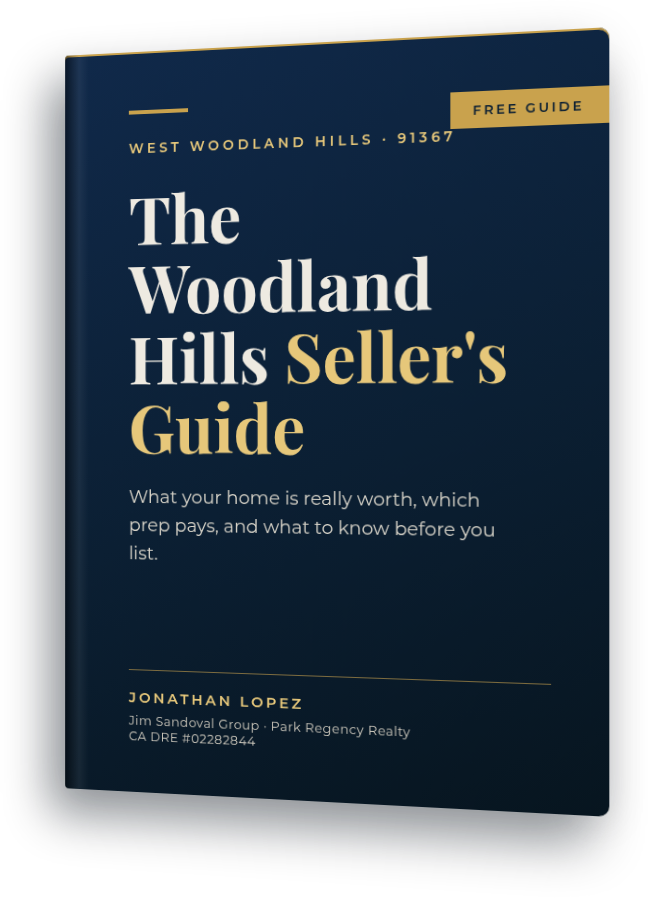 FREE GUIDE
WEST WOODLAND HILLS · 91367
The
Woodland
Hills Seller's
Guide
What your home is really worth, which
prep pays, and what to know before you
list.
JONATHAN LOPEZ
Jim Sandoval Group · Park Regency Realty
CA DRE #02282844